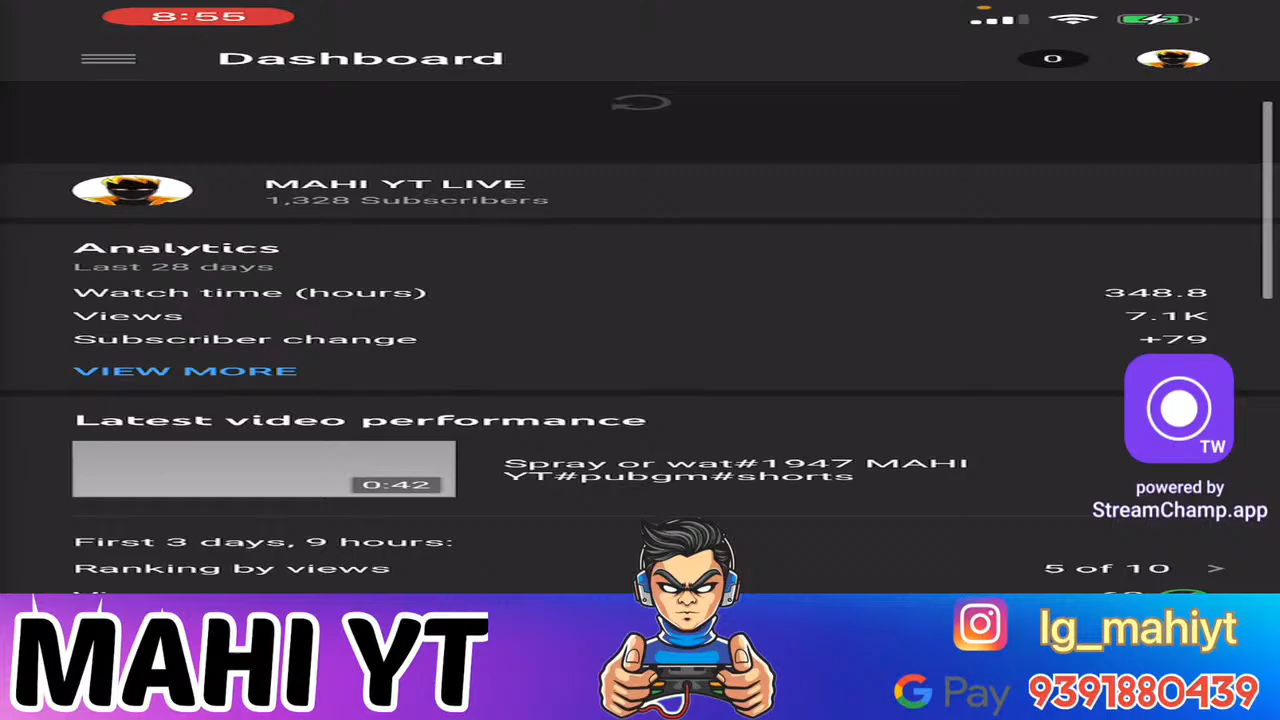 8:55
Dashboard
0
MAHI YT LIVE
1,328 Subscribers
Analytics
Last 28 days
Watch time (hours) 348.8
Views 7.1K
Subscriber change +79
VIEW MORE
TW
powered by
StreamChamp.app
Latest video performance
0:42
Spray or wat#1947 MAHI
YT#pubgm#shorts
First 3 days, 9 hours:
Ranking by views 5 of 10 >
MAHI YT
Ig_mahiyt
G Pay 9391880439